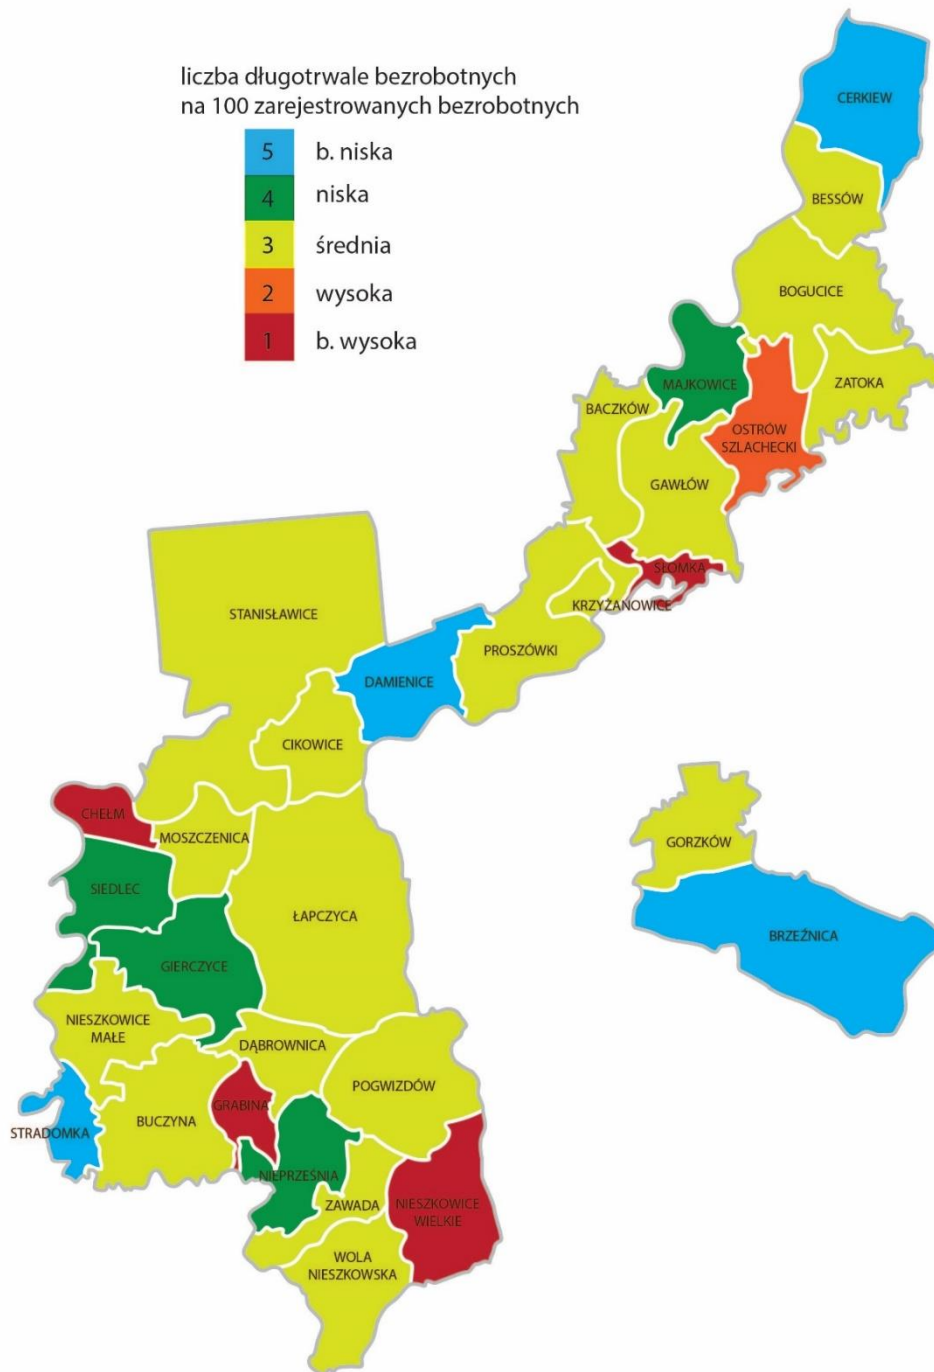 liczba długotrwale bezrobotnych
na 100 zarejestrowanych bezrobotnych
5 b. niska
4 niska
3 średnia
2 wysoka
1 b. wysoka
CERKIEW
BESSÓW
BOGUCICE
MAJKOWICE
ZATOKA
BACZKÓW
OSTRÓW
SZLACHECKI
GAWŁÓW
SŁOMKA
KRZYŻANOWICE
STANISŁAWICE
PROSZÓWKI
DAMIENICE
CIKOWICE
CHEŁM
MOSZCZENICA
GORZKÓW
SIEDLEC
ŁAPCZYCA
BRZEŹNICA
GIERCZYCE
NIESZKOWICE
MAŁE
DĄBROWNICA
POGWIZDÓW
GRABINA
BUCZYNA
STRADOMKA
NIEPRZEŚNIA
ZAWADA
NIESZKOWICE
WIELKIE
WOLA
NIESZKOWSKA